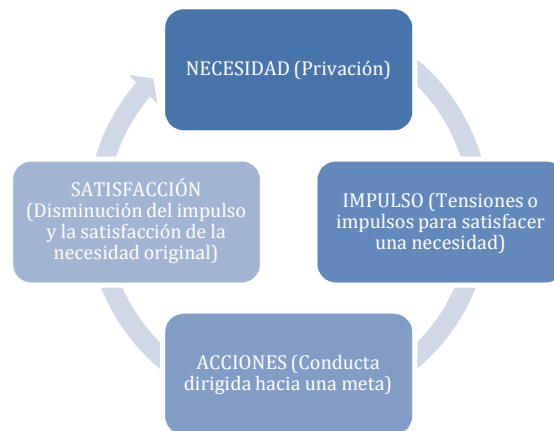 NECESIDAD (Privación)
IMPULSO (Tensiones o
impulsos para satisfacer
una necesidad)
ACCIONES (Conducta
dirigida hacia una meta)
SATISFACCIÓN
(Disminución del impulso
y la satisfacción de la
necesidad original)